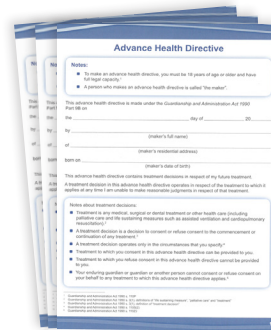 Advance Health Directive
Notes:
To make an advance health directive, you must be 18 years of age or older and have
full legal capacity.
A person who makes an advance health directive is called "the maker".
This advance health directive is made under the Guardianship and Administration Act 1990
Part 9B on
the day of 20
by
(maker's full name)
of
(maker's residential address)
born on
(maker's date of birth)
This advance health directive contains treatment decisions in respect of my future treatment.
A treatment decision in this advance health directive operates in respect of the treatment to which it
applies at any time I am unable to make reasonable judgments in respect of that treatment.
Notes about treatment decisions:
Treatment is any medical, surgical or dental treatment or other health care (including
palliative care and life sustaining measures such as assisted ventilation and cardiopulmonary
resuscitation).
A treatment decision is a decision to consent or refuse consent to the commencement or
continuation of any treatment.
A treatment decision operates only in the circumstances that you specify.
Treatment to which you consent in this advance health directive can be provided to you.
Treatment to which you refuse consent in this advance health directive cannot be provided
to you.
Your enduring guardian or guardian or another person cannot consent or refuse consent on
your behalf to any treatment to which this advance health directive applies.